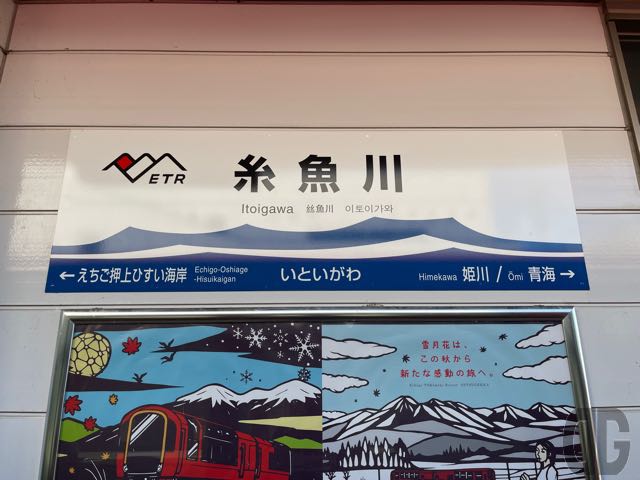 ETR
糸魚川
Itoigawa 丝鱼川 이토이가와
←えちご押上ひすい海岸 Echigo-Oshiage
-Hisuikaigan
いといがわ
Himekawa 姫川 / Ōmi 青海→
雪月花は、
この秋から
新たな感動の旅へ。